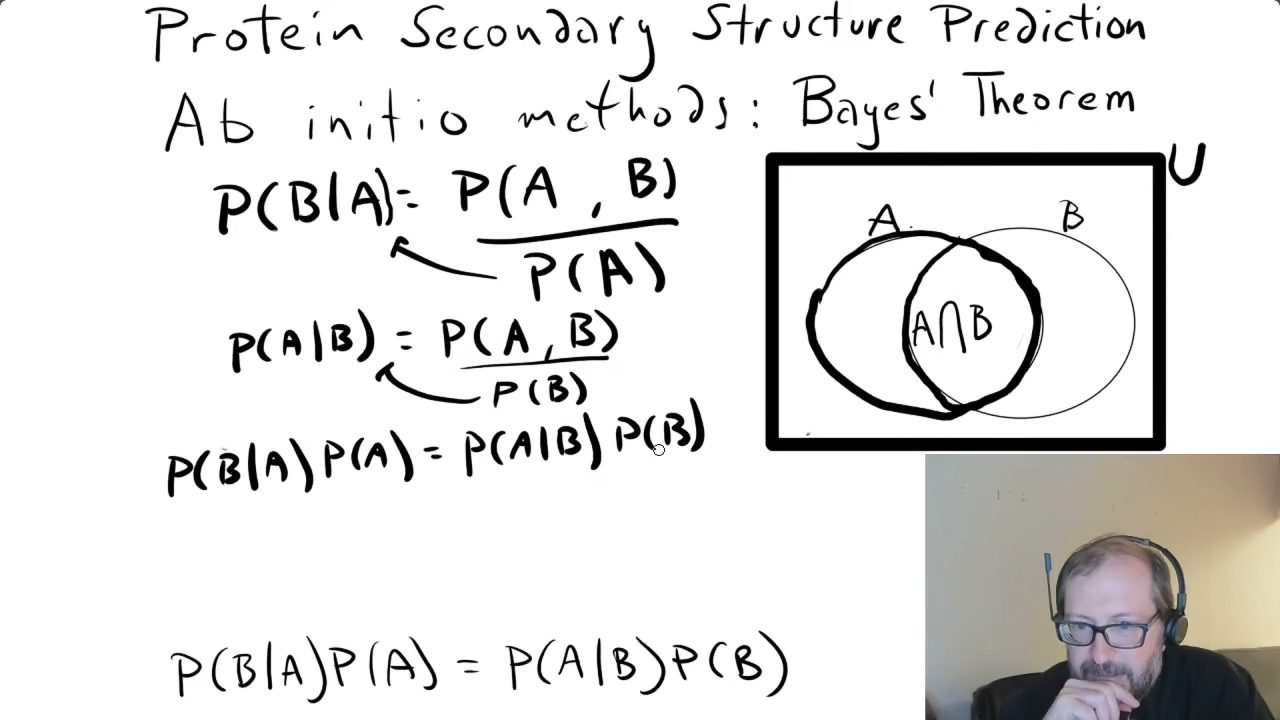 Protein Secondary Structure Prediction
Ab initio methods: Bayes' Theorem
P(B|A) = P(A , B)
P(A)
P(A|B) = P(A , B)
P(B)
P(B|A) P(A) = P(A|B) P(B)
P(B|A)P(A) = P(A|B)P(B)
U
A B
A∩B